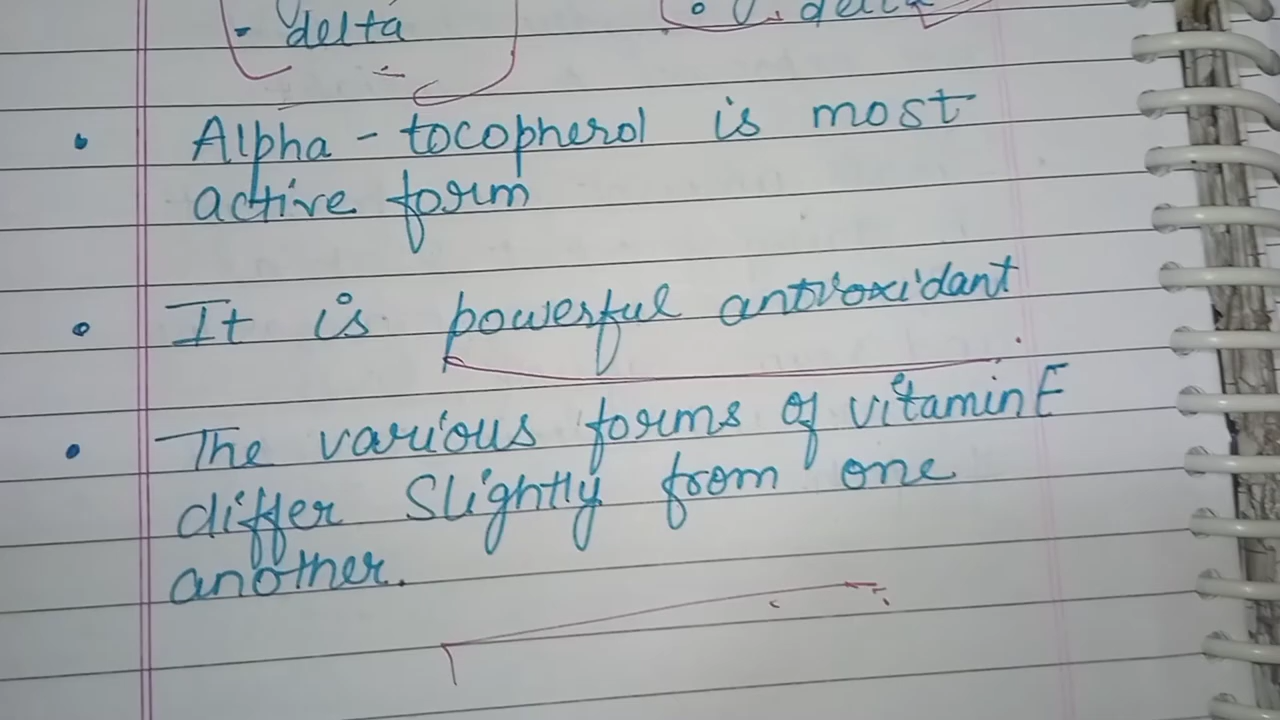 - delta
delta
• Alpha - tocopherol is most
active form
• It is powerful antioxidant
• The various forms of vitamin E
differ Slightly from one
another.